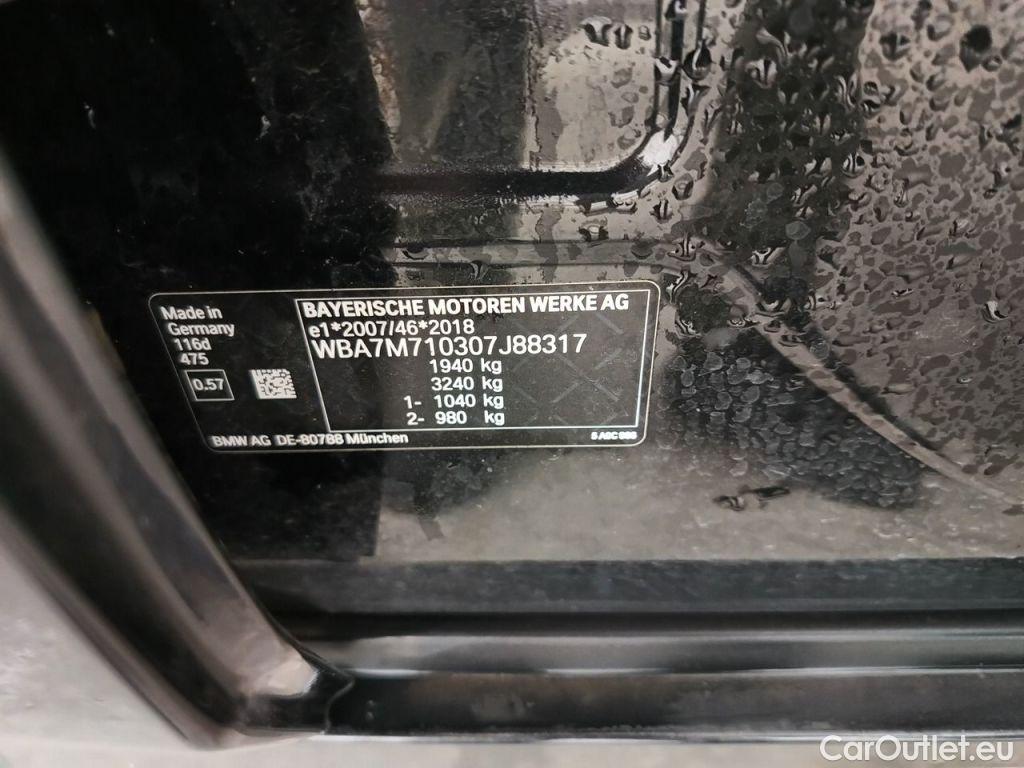 Made in
Germany
116d
475
0.57
BAYERISCHE MOTOREN WERKE AG
e1*2007/46*2018
WBA7M710307J88317
1940 kg
3240 kg
1- 1040 kg
2- 980 kg
BMW AG DE-80788 München
CarOutlet.eu